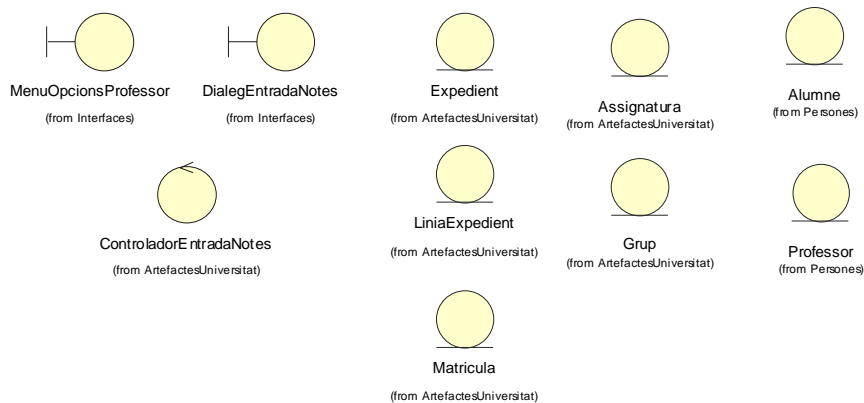 MenuOpcionsProfessor
(from Interfaces)
DialegEntradaNotes
(from Interfaces)
Expedient
(from ArtefactesUniversitat)
Assignatura
(from ArtefactesUniversitat)
Alumne
(from Persones)
ControladorEntradaNotes
(from ArtefactesUniversitat)
LiniaExpedient
(from ArtefactesUniversitat)
Grup
(from ArtefactesUniversitat)
Professor
(from Persones)
Matricula
(from ArtefactesUniversitat)